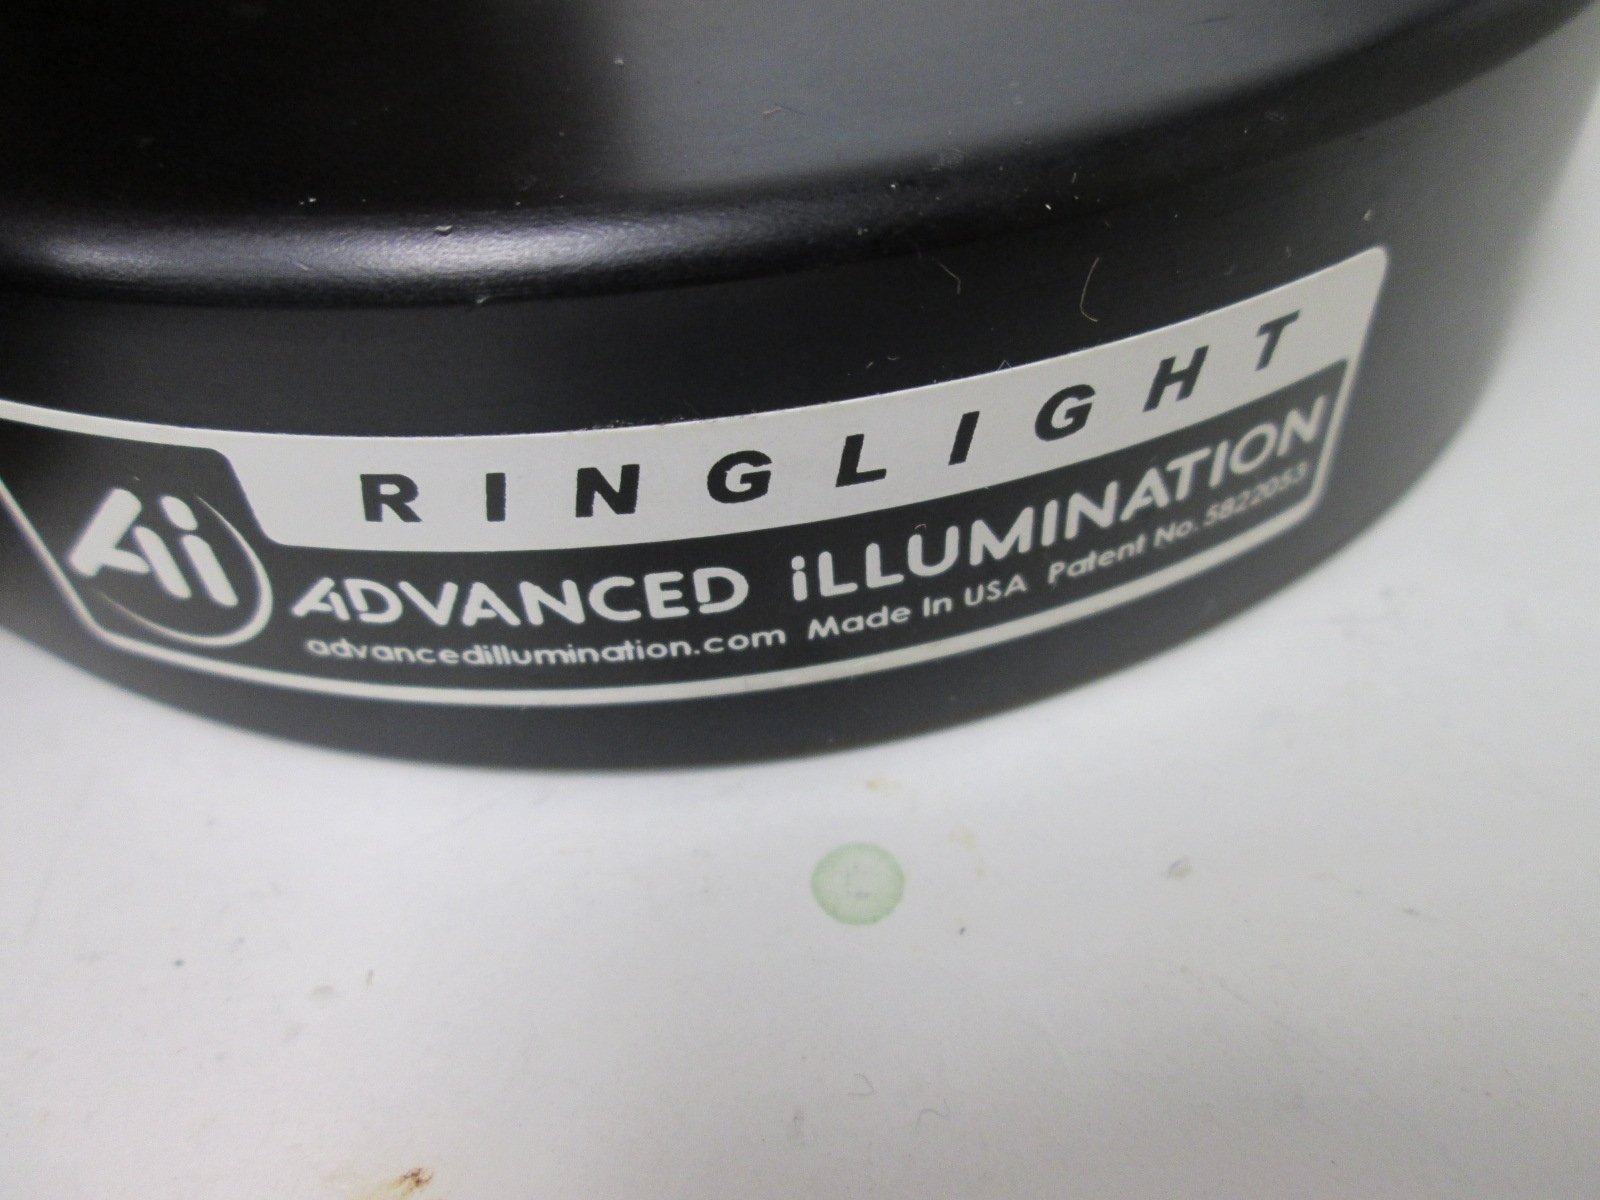 RINGLIGHT
Ai ADVANCED iLLUMINATION
advancedillumination.com Made In USA Patent No. 5822053